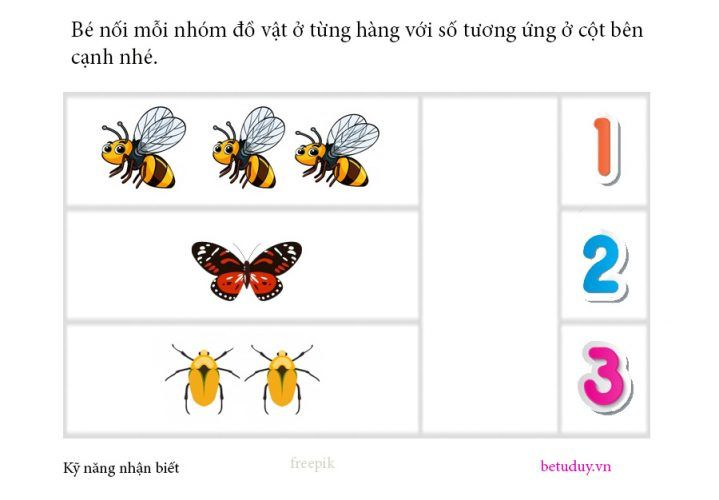 Bé nối mỗi nhóm đồ vật ở từng hàng với số tương ứng ở cột bên
cạnh nhé.
1
2
3
Kỹ năng nhận biết
freepik
betuduy.vn